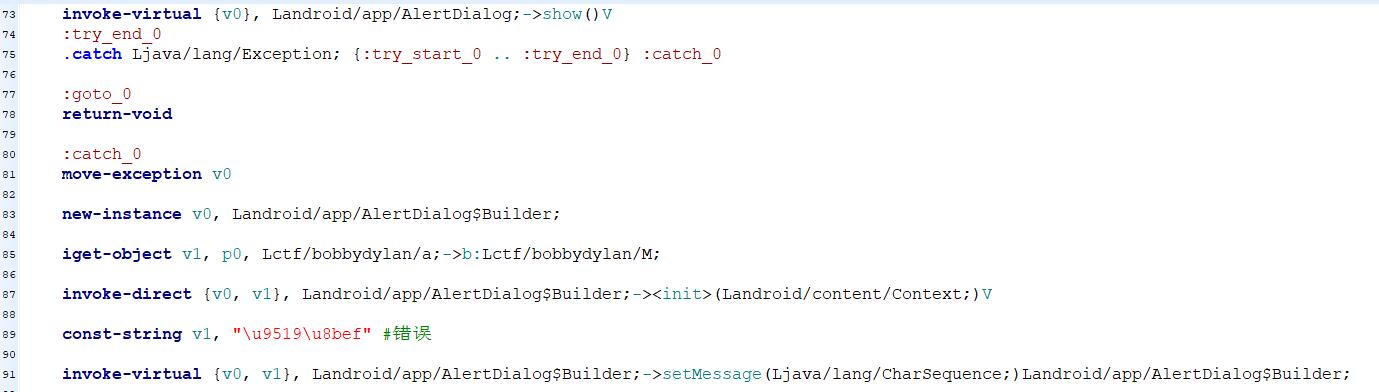 73 invoke-virtual {v0}, Landroid/app/AlertDialog;->show()V
74 :try_end_0
75 .catch Ljava/lang/Exception; {:try_start_0 .. :try_end_0} :catch_0
76
77 :goto_0
78 return-void
79
80 :catch_0
81 move-exception v0
82
83 new-instance v0, Landroid/app/AlertDialog$Builder;
84
85 iget-object v1, p0, Lctf/bobbydylan/a;->b:Lctf/bobbydylan/M;
86
87 invoke-direct {v0, v1}, Landroid/app/AlertDialog$Builder;-><init>(Landroid/content/Context;)V
88
89 const-string v1, "\u9519\u8bef" #错误
90
91 invoke-virtual {v0, v1}, Landroid/app/AlertDialog$Builder;->setMessage(Ljava/lang/CharSequence;)Landroid/app/AlertDialog$Builder;